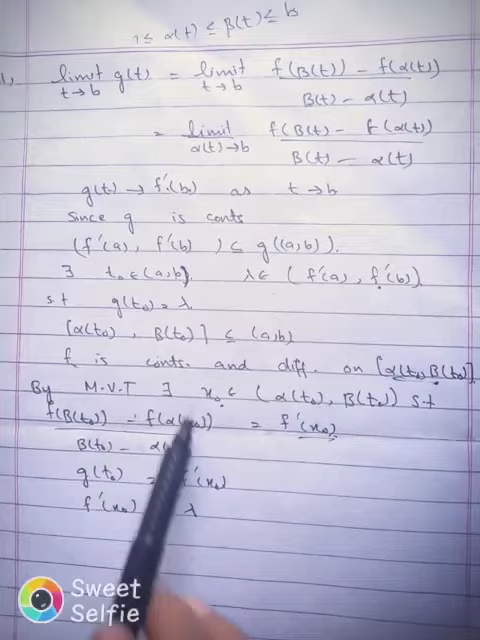 1 ≤ α(t) ≤ β(t) ≤ b
limit g(t) = limit f(β(t)) - f(α(t))
t→b t→b β(t) - α(t)
= limit f(β(t) - f(α(t))
α(t)→b β(t) - α(t)
g(t) → f'(b) as t→b
Since g is conts
(f'(a), f'(b) ) ⊆ g((a,b)).
∃ t₀ ∈ (a,b) λ ∈ (f'(a), f'(b))
s.t g(t₀) = λ
[α(t₀), β(t₀)] ⊆ (a,b)
f is conts. and diff. on [α(t₀), β(t₀)]
By M.V.T ∃ x₀ ∈ (α(t₀), β(t₀)) s.t
f(β(t₀)) - f(α(t₀)) = f'(x₀)
β(t₀) -
g(t₀) = f'(x₀)
f'(x₀) λ
Sweet
Selfie